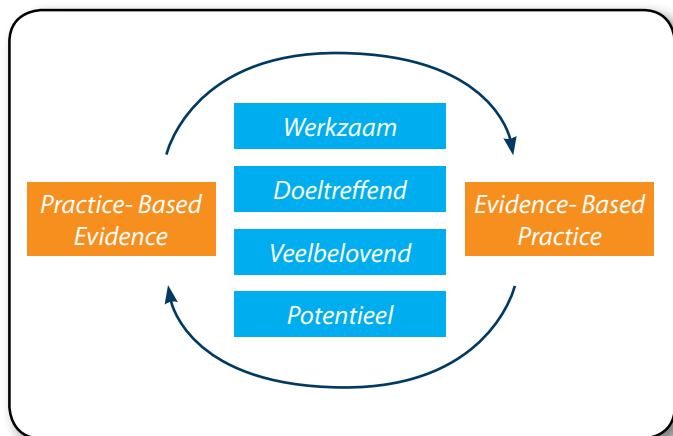 Werkzaam
Doeltreffend
Veelbelovend
Potentieel
Practice- Based
Evidence
Evidence- Based
Practice